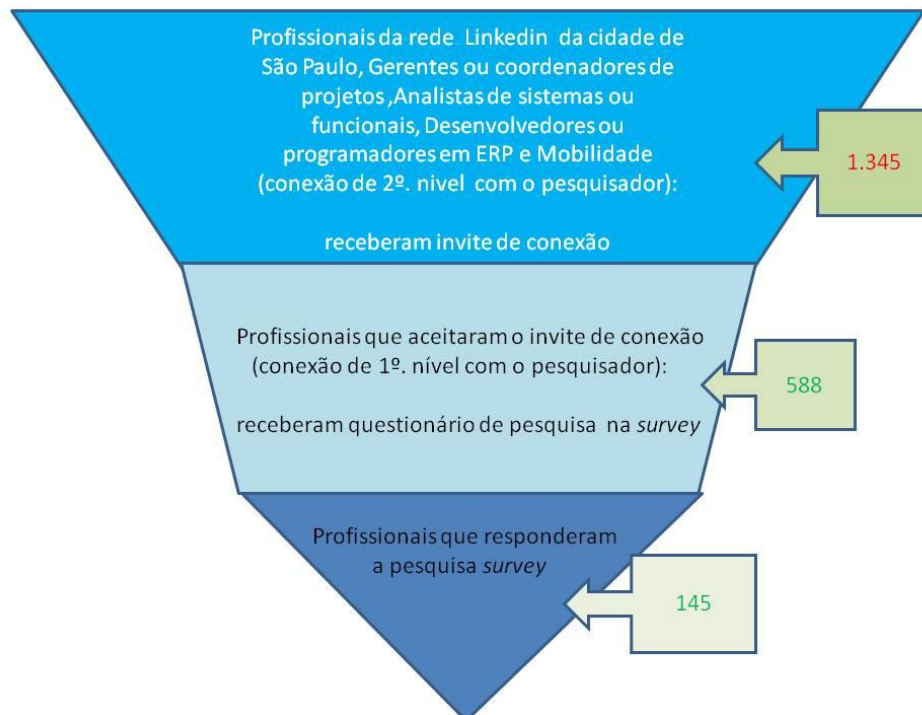 Profissionais da rede Linkedin da cidade de
São Paulo, Gerentes ou coordenadores de
projetos ,Analistas de sistemas ou
funcionais, Desenvolvedores ou
programadores em ERP e Mobilidade
(conexão de 2º. nivel com o pesquisador):
receberam invite de conexão
1.345
Profissionais que aceitaram o invite de conexão
(conexão de 1º. nível com o pesquisador):
receberam questionário de pesquisa na survey
588
Profissionais que responderam
a pesquisa survey
145